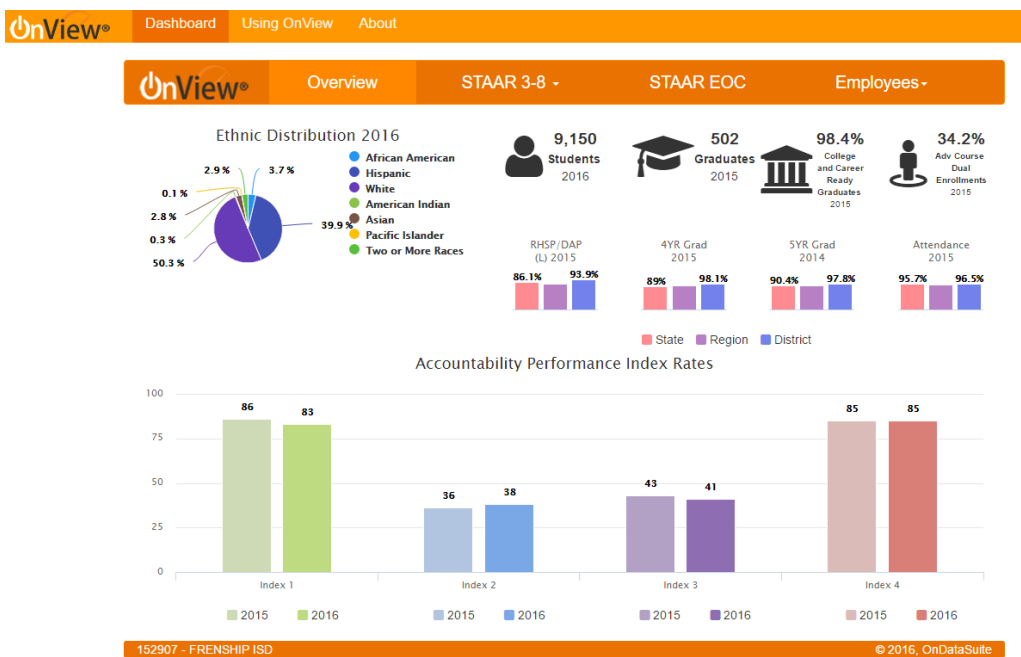 OnView®
Dashboard
Using OnView
About
OnView®
Overview
STAAR 3-8
STAAR EOC
Employees
Ethnic Distribution 2016
2.9 %
3.7 %
0.1 %
2.8 %
0.3 %
50.3 %
39.9 %
African American
Hispanic
White
American Indian
Asian
Pacific Islander
Two or More Races
9,150
Students
2016
502
Graduates
2015
98.4%
College
and Career
Ready
Graduates
2015
34.2%
Adv Course
Dual
Enrollments
2015
RHSP/DAP
(L) 2015
86.1%
93.9%
4YR Grad
2015
89%
98.1%
5YR Grad
2014
90.4%
97.8%
Attendance
2015
95.7%
96.5%
State
Region
District
Accountability Performance Index Rates
100
75
50
25
0
86
83
36
38
43
41
85
85
Index 1
Index 2
Index 3
Index 4
2015
2016
2015
2016
2015
2016
2015
2016
152907 - FRENSHIP ISD
© 2016, OnDataSuite